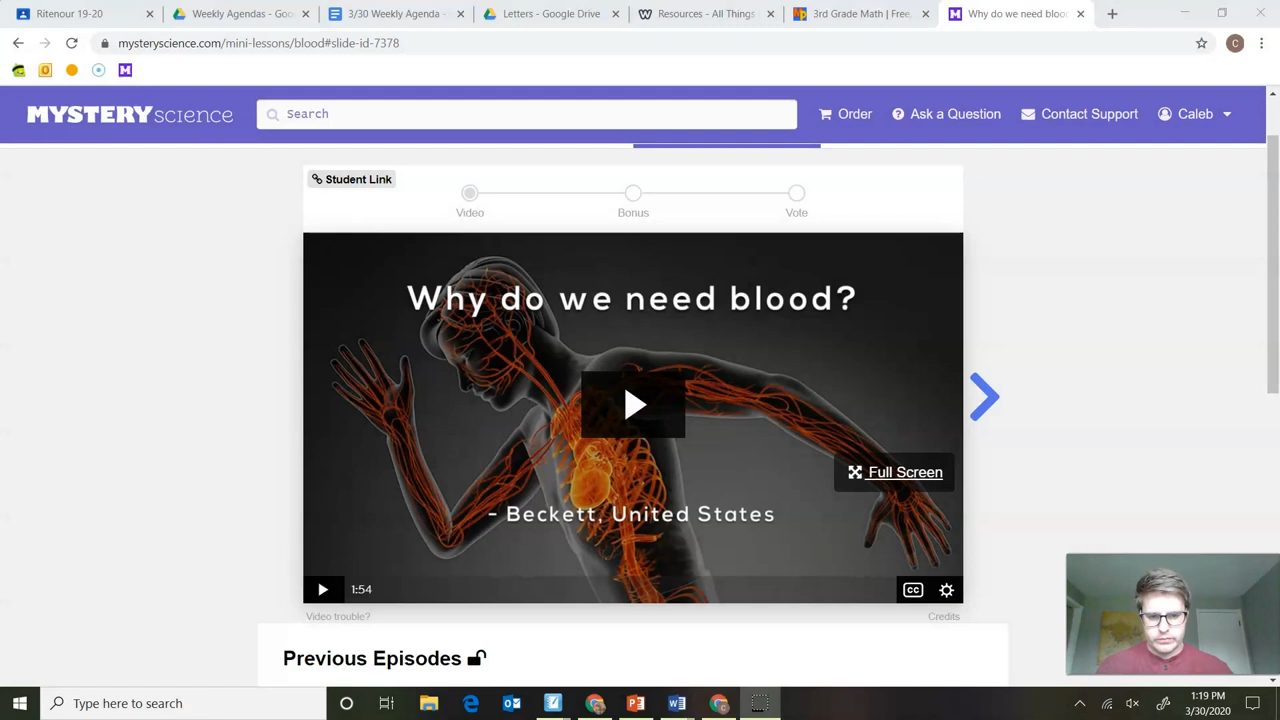 Ritenour 19-20
Weekly Agendas - Goo
3/30 Weekly Agenda -
Letters - Google Drive
Resources - All Things
3rd Grade Math | Free,
Why do we need blood
mysteryscience.com/mini-lessons/blood#slide-id-7378
C
MYSTERYscience
Search
Order
Ask a Question
Contact Support
Caleb
Student Link
Video
Bonus
Vote
Why do we need blood?
Full Screen
- Beckett, United States
1:54
CC
Video trouble?
Credits
Previous Episodes
Type here to search
1:19 PM
3/30/2020